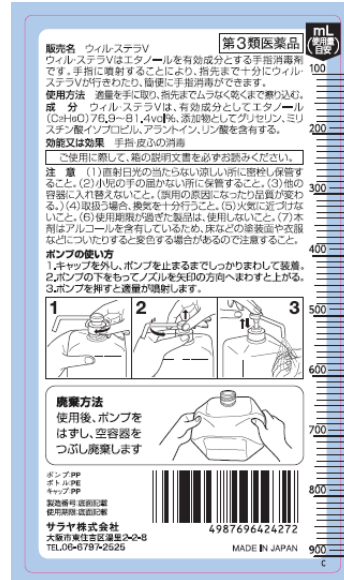 第3類医薬品
mL
(使用量
目安)
販売名 ウィル・ステラV
ウィル・ステラVはエタノールを有効成分とする手指消毒剤
です。手指に噴射することにより、指先まで十分にウィル・
ステラVが行きわたり、簡便に手指消毒ができます。
使用方法 適量を手に取り、指先までムラなく乾くまで擦り込む。
成 分 ウィル・ステラVは、有効成分としてエタノール
(C2H6O)76.9〜81.4vol%、添加物としてグリセリン、ミリ
スチン酸イソプロピル、アラントイン、リン酸を含有する。
効能又は効果 手指・皮ふの消毒
ご使用に際して、箱の説明文書を必ずお読みください。
注 意 (1)直射日光の当たらない涼しい所に密栓し保管す
ること。(2)小児の手の届かない所に保管すること。(3)他の
容器に入れ替えないこと。(誤用の原因になったり品質が変わ
る。)(4)取扱う場合、換気を十分行うこと。(5)火気に近づけな
いこと。(6)使用期限が過ぎた製品は、使用しないこと。(7)本
剤はアルコールを含有しているため、床などの塗装面や衣服
などについたりすると変色する場合があるので注意すること。
ポンプの使い方
1.キャップを外し、ポンプを止まるまでしっかりまわして装着。
2.ポンプの下をもってノズルを矢印の方向へまわすと上がる。
3.ポンプを押すと適量が噴射します。
1
2
3
廃棄方法
使用後、ポンプを
はずし、空容器を
つぶし廃棄します
ポンプ:PP
ボトル:PE
キャップ:PP
製造番号:底面記載
使用期限:底面記載
サラヤ株式会社
大阪市東住吉区湯里2-2-8
TEL.06-6797-2525
4987696424272
MADE IN JAPAN
100
200
300
400
500
600
700
800
900
C